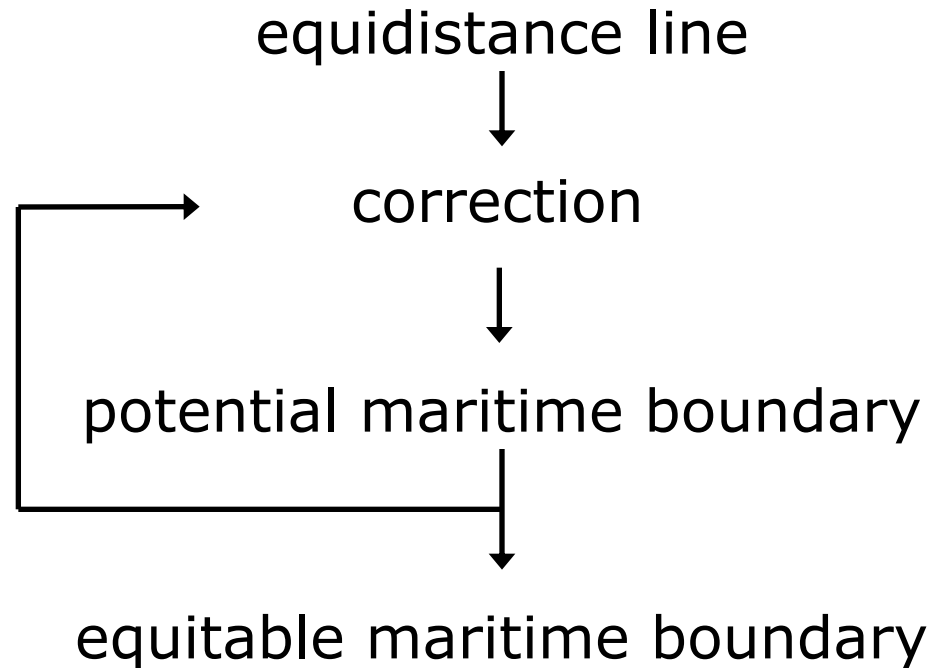 equidistance line
correction
potential maritime boundary
equitable maritime boundary